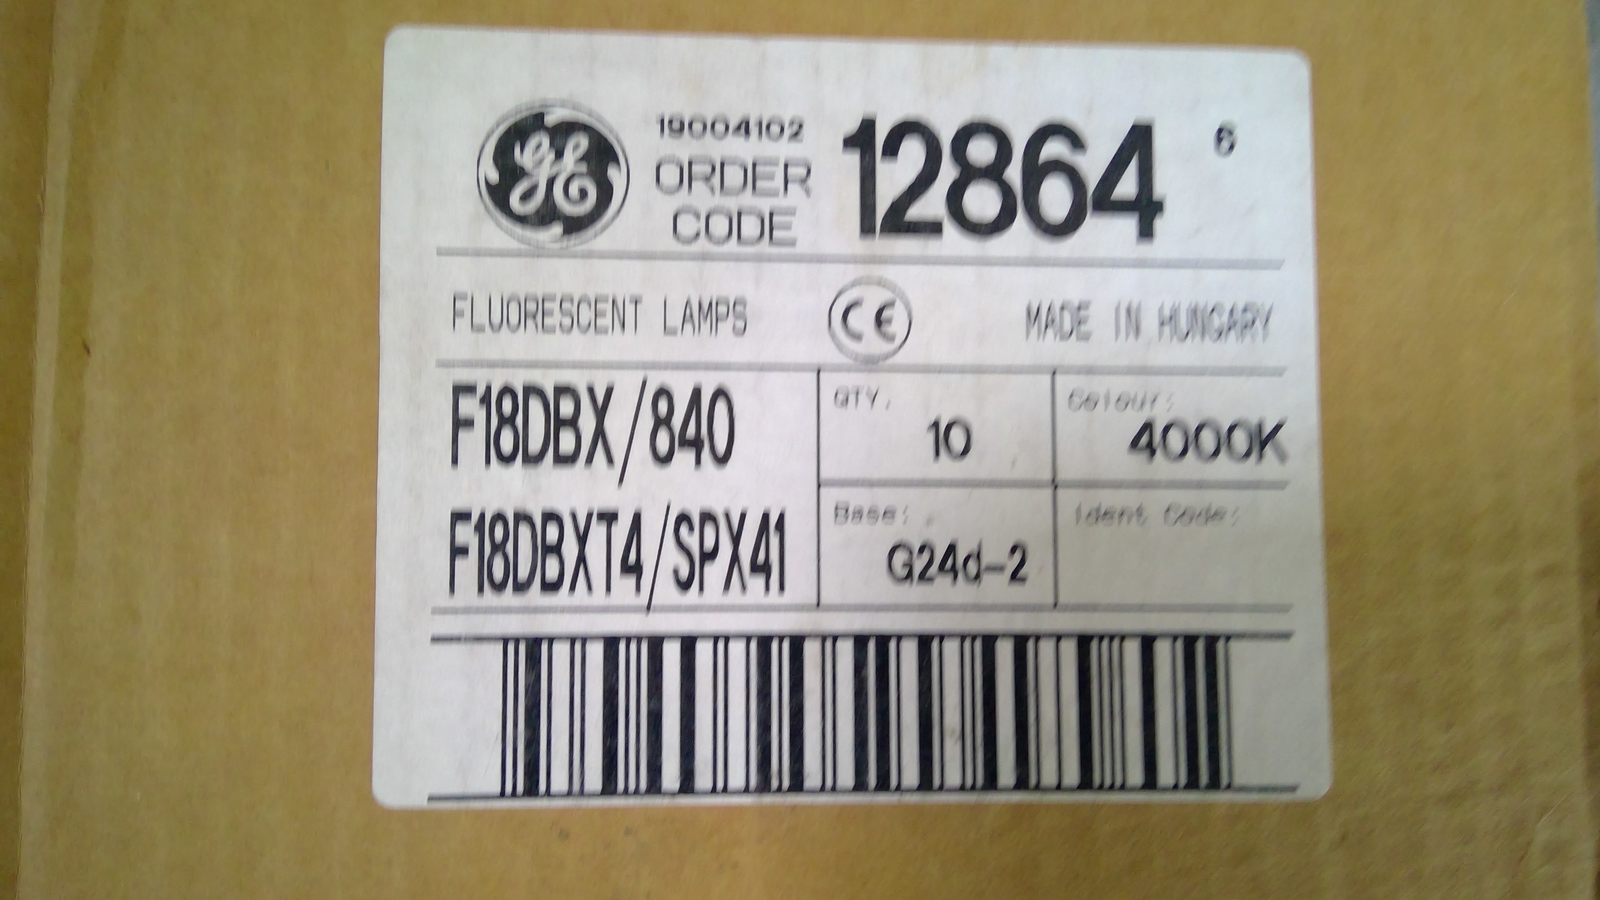 GE
19004102
ORDER
CODE
12864
6
FLUORESCENT LAMPS
CE
MADE IN HUNGARY
F18DBX/840
QTY.
10
Colour:
4000K
F18DBXT4/SPX41
Base:
G24d-2
Ident Code: